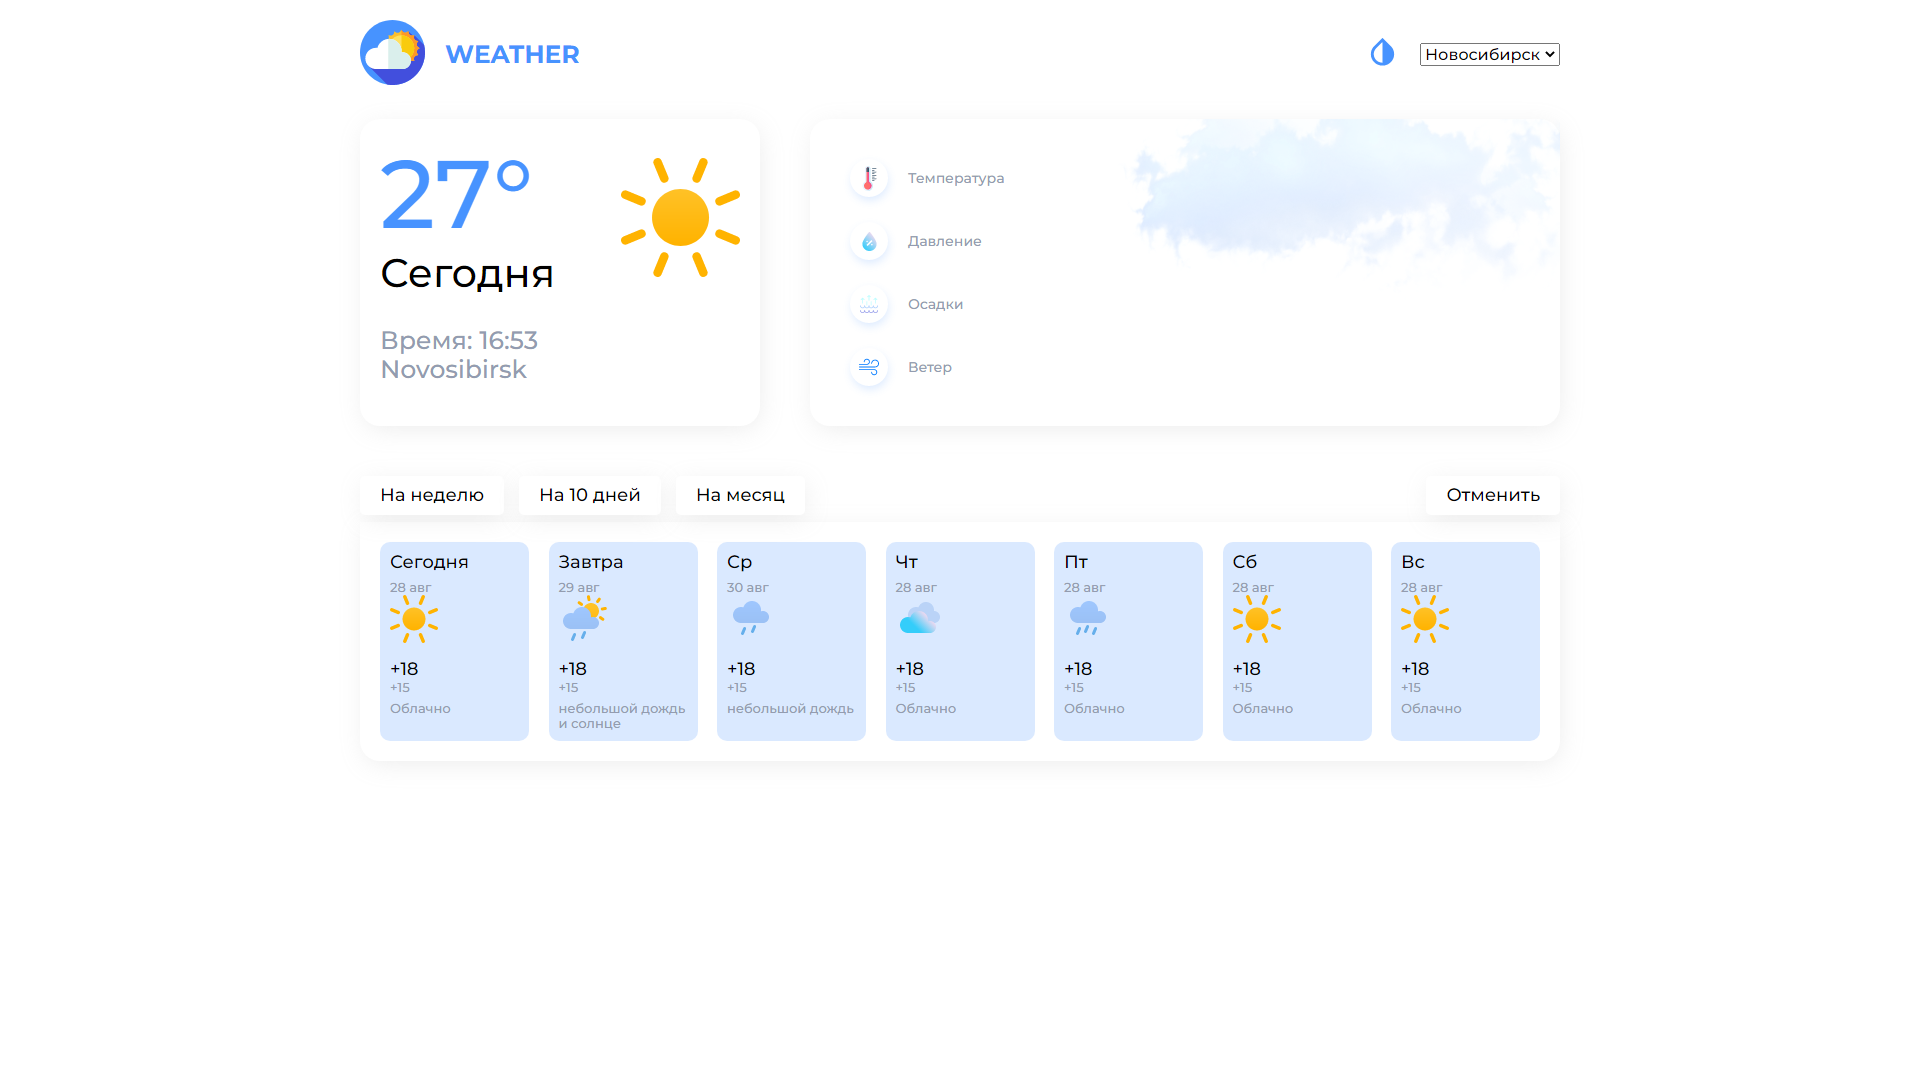 WEATHER
Новосибирск
27°
Сегодня
Время: 16:53
Novosibirsk
Температура
Давление
Осадки
Ветер
На неделю
На 10 дней
На месяц
Отменить
Сегодня
28 авг
+18
+15
Облачно
Завтра
29 авг
+18
+15
небольшой дождь
и солнце
Ср
30 авг
+18
+15
небольшой дождь
Чт
28 авг
+18
+15
Облачно
Пт
28 авг
+18
+15
Облачно
Сб
28 авг
+18
+15
Облачно
Вс
28 авг
+18
+15
Облачно